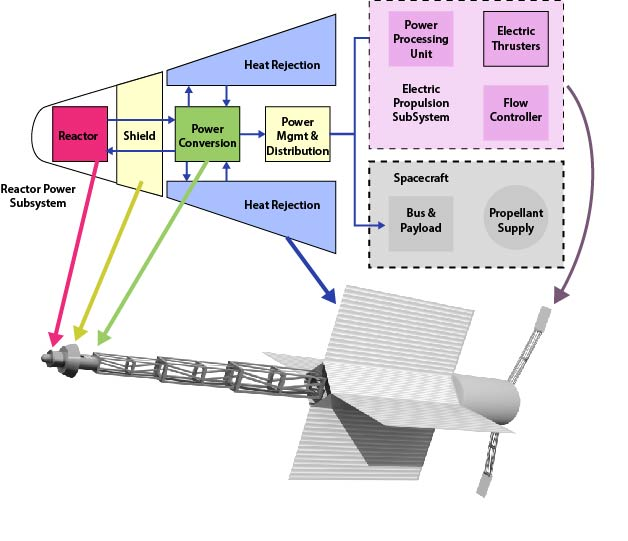 Power
Processing
Unit
Electric
Thrusters
Heat Rejection
Electric
Propulsion
SubSystem
Flow
Controller
Reactor
Shield
Power
Conversion
Power
Mgmt &
Distribution
Reactor Power
Subsystem
Heat Rejection
Spacecraft
Bus &
Payload
Propellant
Supply